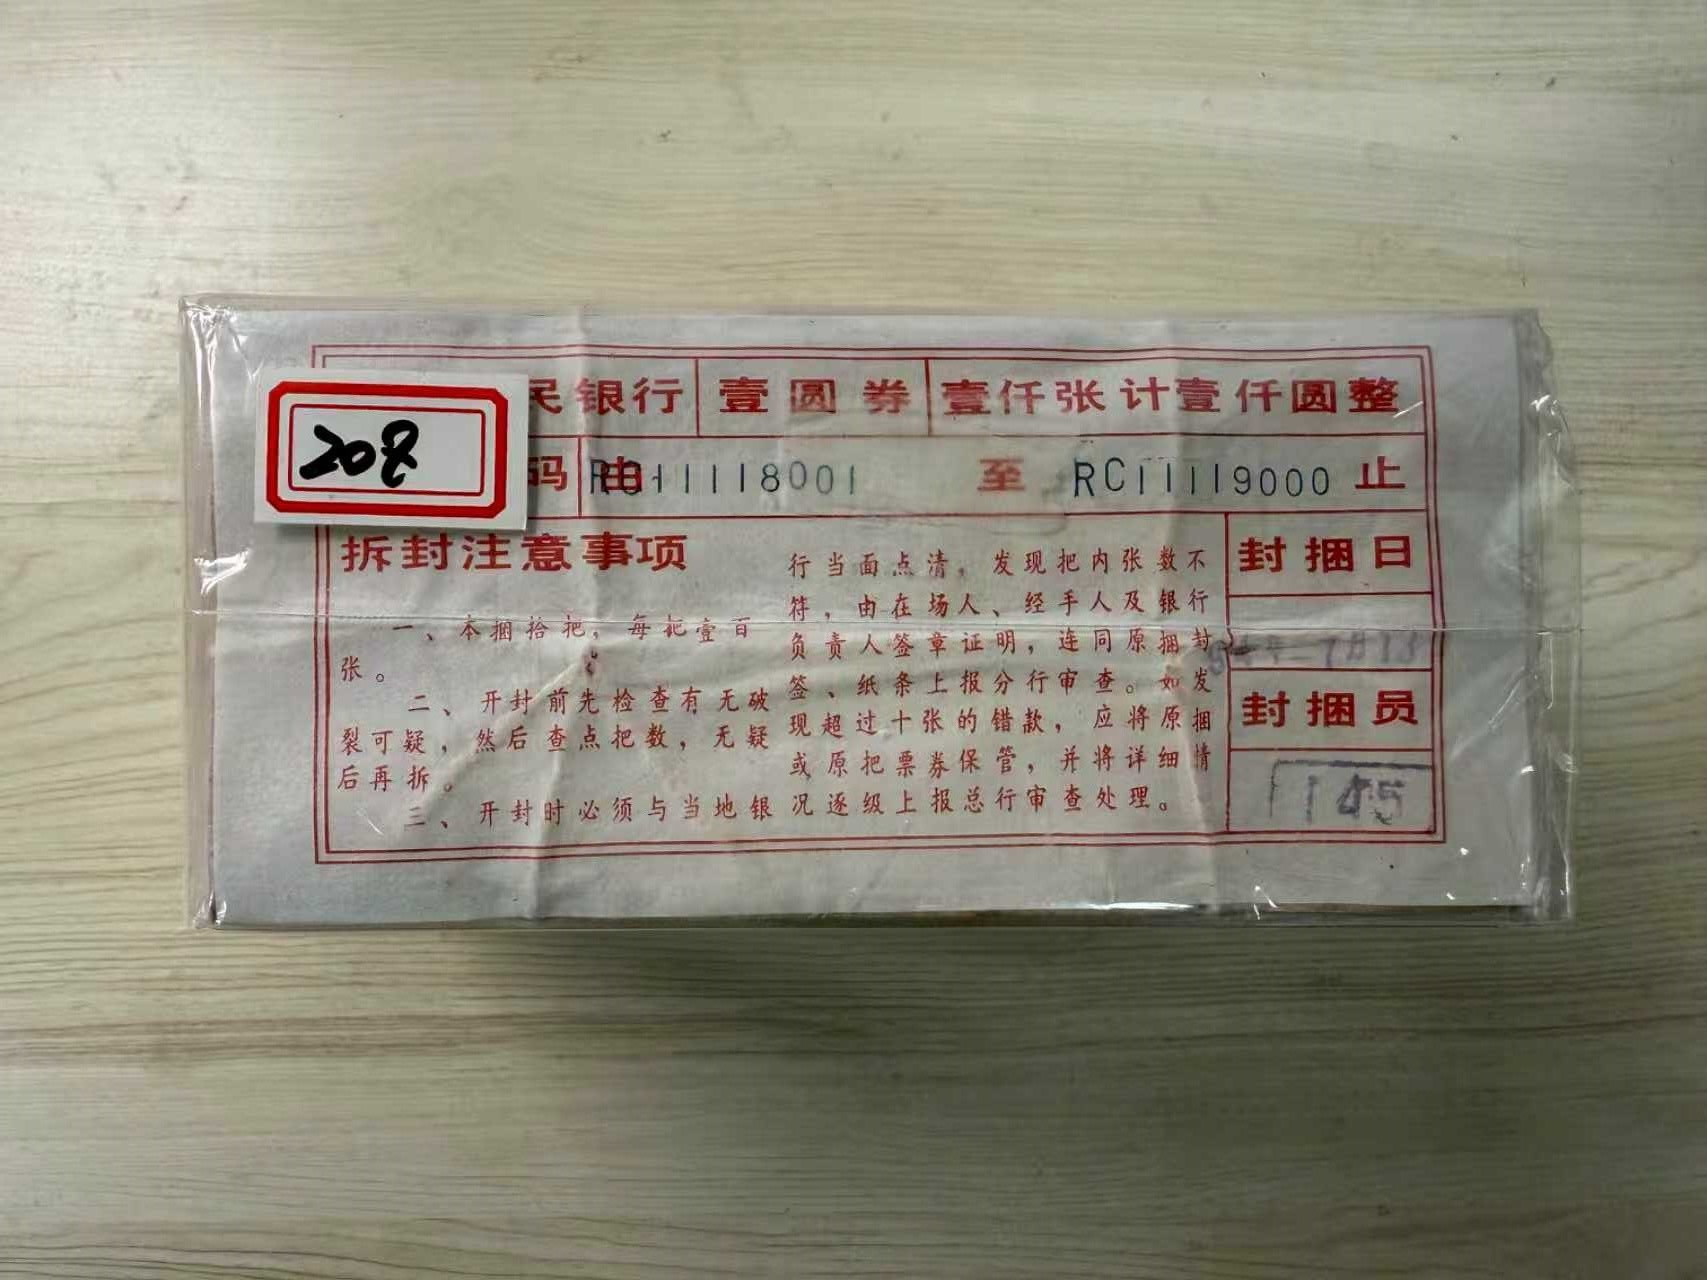 208
民银行 壹圆券 壹仟张计壹仟圆整
码 由 RC11118001 至 RC11119000 止
拆封注意事项
一、本捆拾把，每把壹百
张。
二、开封前先检查有无破
裂可疑，然后查点把数，无疑
后再拆。
三、开封时必须与当地银
行当面点清，发现把内张数不
符，由在场人、经手人及银行
负责人签章证明，连同原捆封
签、纸条上报分行审查。如发
现超过十张的错款，应将原捆
或原把票券保管，并将详细情
况逐级上报总行审查处理。
封捆日
封捆员
145